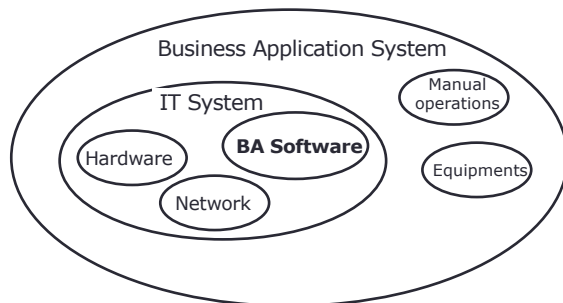 Business Application System
Manual
operations
IT System
BA Software
Hardware
Equipments
Network